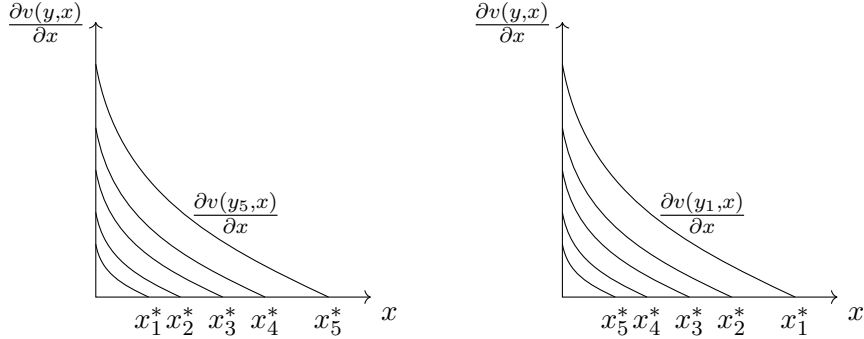 ∂v(y,x)/∂x
∂v(y₅,x)/∂x
x₁* x₂* x₃* x₄* x₅* x
∂v(y,x)/∂x
∂v(y₁,x)/∂x
x₅* x₄* x₃* x₂* x₁* x